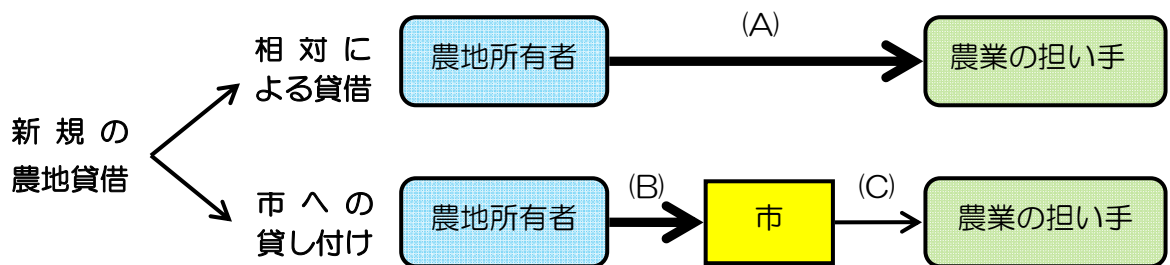 新規の
農地貸借
相対に
よる貸借
農地所有者
(A)
農業の担い手
市への
貸し付け
農地所有者
(B)
市
(C)
農業の担い手